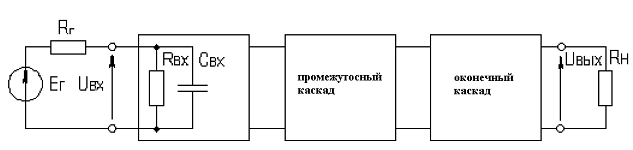 Rг
Eг
Uвх
Rвх
Cвх
промежутосный
каскад
оконечный
каскад
Uвых
Rн